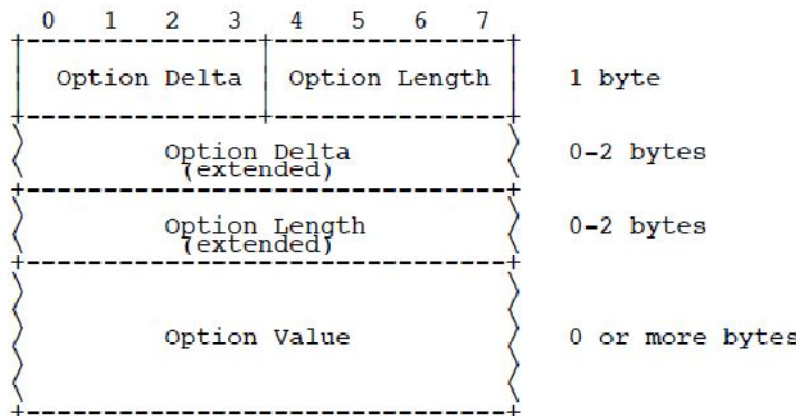 0 1 2 3 4 5 6 7
Option Delta Option Length 1 byte
Option Delta 0-2 bytes
(extended)
Option Length 0-2 bytes
(extended)
Option Value 0 or more bytes